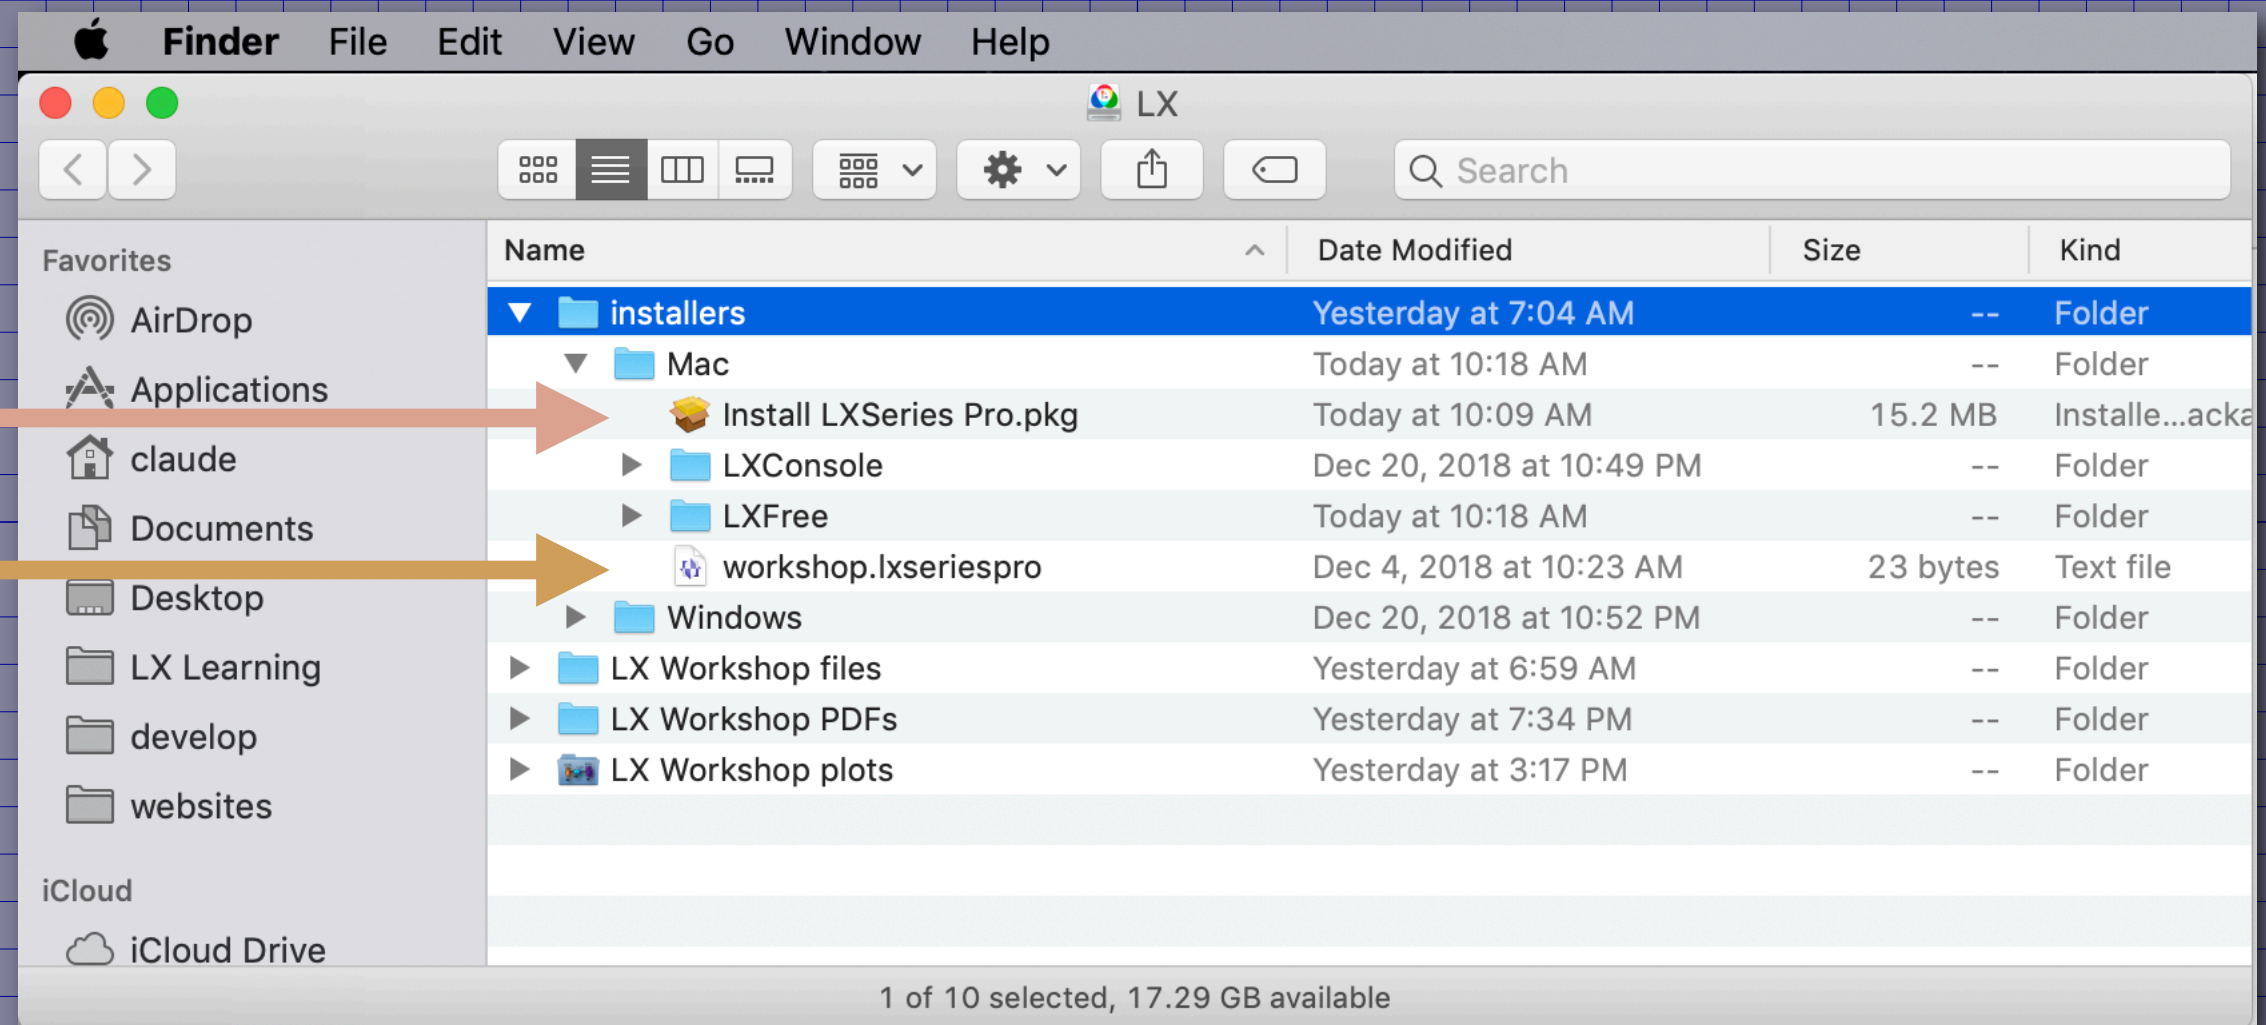 Finder File Edit View Go Window Help
LX
Search
Favorites
AirDrop
Applications
claude
Documents
Desktop
LX Learning
develop
websites
iCloud
iCloud Drive
Name Date Modified Size Kind
installers Yesterday at 7:04 AM -- Folder
Mac Today at 10:18 AM -- Folder
Install LXSeries Pro.pkg Today at 10:09 AM 15.2 MB Installe...acka
LXConsole Dec 20, 2018 at 10:49 PM -- Folder
LXFree Today at 10:18 AM -- Folder
workshop.lxseriespro Dec 4, 2018 at 10:23 AM 23 bytes Text file
Windows Dec 20, 2018 at 10:52 PM -- Folder
LX Workshop files Yesterday at 6:59 AM -- Folder
LX Workshop PDFs Yesterday at 7:34 PM -- Folder
LX Workshop plots Yesterday at 3:17 PM -- Folder
1 of 10 selected, 17.29 GB available